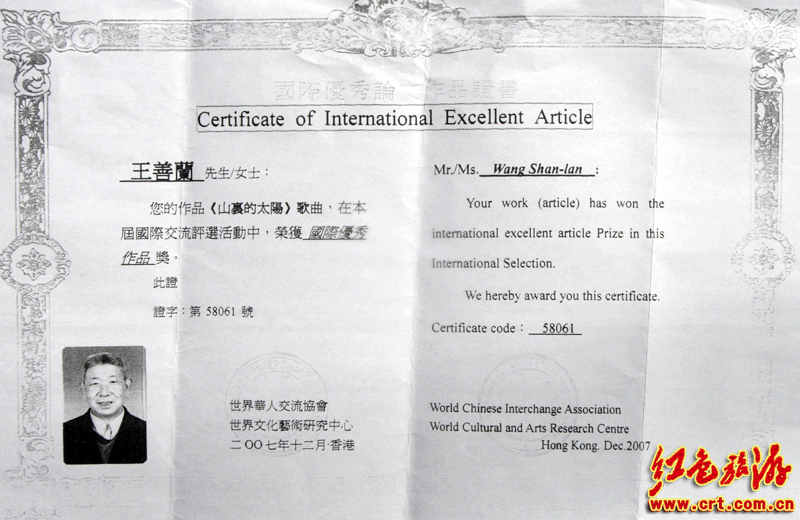 國際優秀論文作品證書
Certificate of International Excellent Article
王善蘭 先生/女士：
您的作品《山裏的太陽》歌曲，在本
屆國際交流評選活動中，榮獲 國際優秀
作品 獎。
此證
證字：第 58061 號
世界華人交流協會
世界文化藝術研究中心
二〇〇七年十二月·香港
Mr./Ms. Wang Shan-lan :
Your work (article) has won the
international excellent article Prize in this
International Selection.
We hereby award you this certificate.
Certificate code : 58061
World Chinese Interchange Association
World Cultural and Arts Research Centre
Hong Kong. Dec.2007
红色旅游
www.crt.com.cn